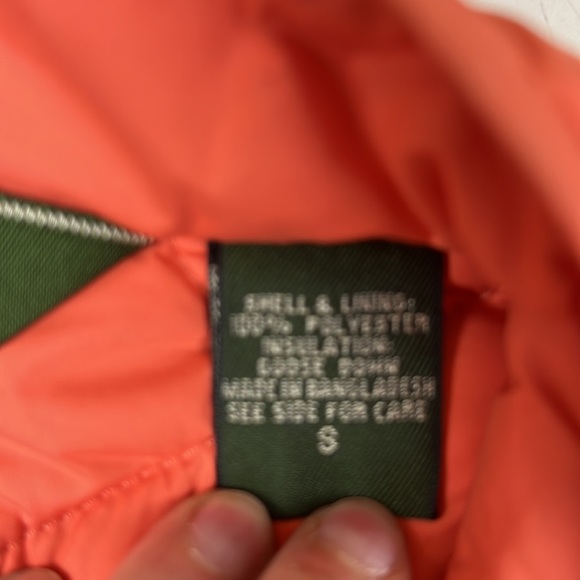 SHELL & LINING:
100% POLYESTER
INSULATION:
GOOSE DOWN
MADE IN BANGLADESH
SEE SIDE FOR CARE
S